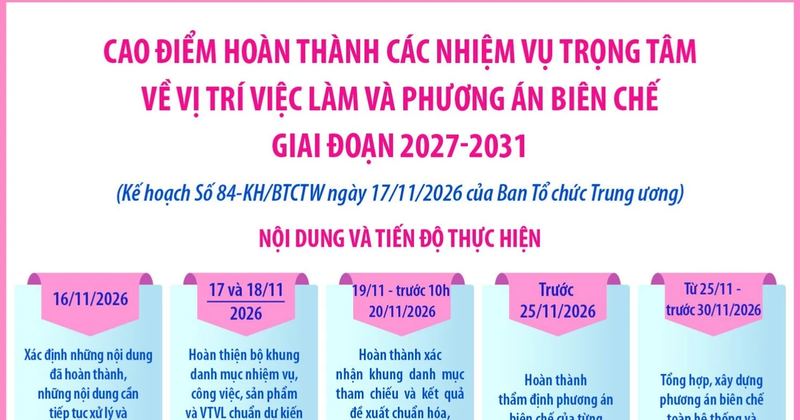 CAO ĐIỂM HOÀN THÀNH CÁC NHIỆM VỤ TRỌNG TÂM
VỀ VỊ TRÍ VIỆC LÀM VÀ PHƯƠNG ÁN BIÊN CHẾ
GIAI ĐOẠN 2027-2031
(Kế hoạch Số 84-KH/BTCTW ngày 17/11/2026 của Ban Tổ chức Trung ương)
NỘI DUNG VÀ TIẾN ĐỘ THỰC HIỆN
16/11/2026
Xác định những nội dung
đã hoàn thành,
những nội dung cần
tiếp tục xử lý và
17 và 18/11
2026
Hoàn thiện bộ khung
danh mục nhiệm vụ,
công việc, sản phẩm
và VTVL chuẩn dự kiến
19/11 - trước 10h
20/11/2026
Hoàn thành xác
nhận khung danh mục
tham chiếu và kết quả
đề xuất chuẩn hóa,
Trước
25/11/2026
Hoàn thành
thẩm định phương án
biên chế của từng
Từ 25/11 -
trước 30/11/2026
Tổng hợp, xây dựng
phương án biên chế
toàn hệ thống và